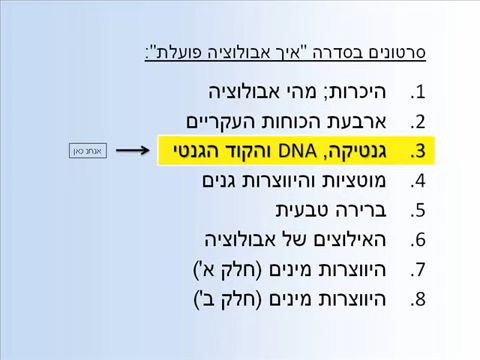 סרטונים בסדרה "איך אבולוציה פועלת":
1. היכרות; מהי אבולוציה
2. ארבעת הכוחות העקריים
3. גנטיקה, DNA והקוד הגנטי
אנחנו כאן
4. מוטציות והיווצרות גנים
5. ברירה טבעית
6. האילוצים של אבולוציה
7. היווצרות מינים (חלק א')
8. היווצרות מינים (חלק ב')